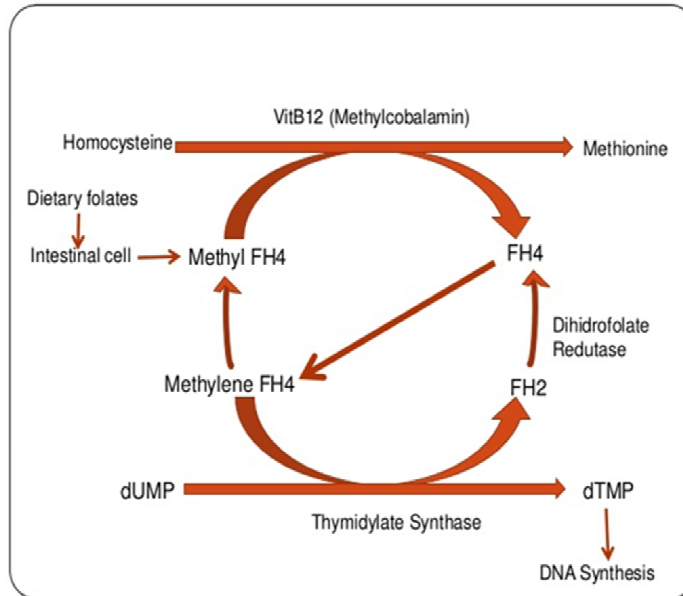 VitB12 (Methylcobalamin)
Homocysteine
Methionine
Dietary folates
Intestinal cell
Methyl FH4
FH4
Dihidrofolate
Redutase
Methylene FH4
FH2
dUMP
dTMP
Thymidylate Synthase
DNA Synthesis